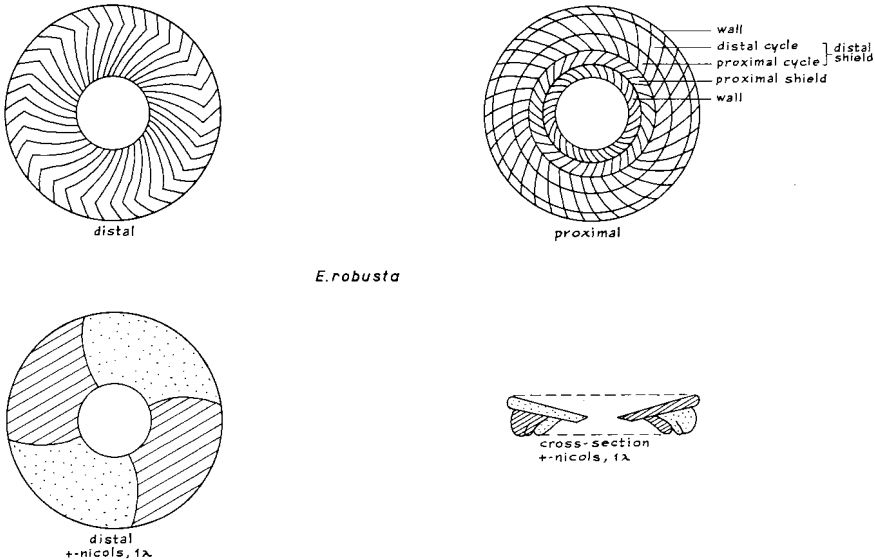 wall
distal cycle
distal
shield
proximal cycle
proximal shield
wall
distal
proximal
E. robusta
cross-section
+-nicols, 1λ
distal
+-nicols, 1λ